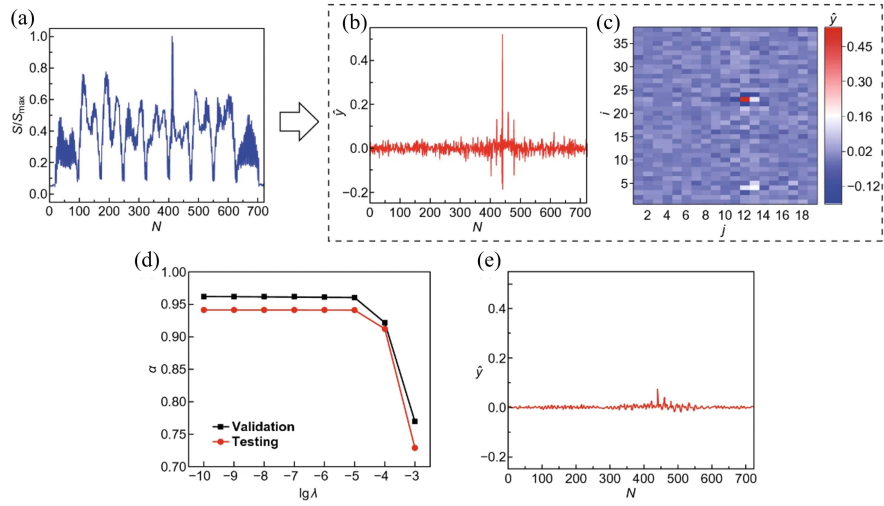 (a)
S/Smax
1.0
0.8
0.6
0.4
0.2
0.0
0 100 200 300 400 500 600 700
N
(b)
ŷ
0.4
0.2
0.0
−0.2
0 100 200 300 400 500 600 700
N
(c)
i
35
30
25
20
15
10
5
2 4 6 8 10 12 14 16 18
j
ŷ
0.45
0.30
0.16
0.02
−0.12
(d)
α
1.00
0.95
0.90
0.85
0.80
0.75
0.70
Validation
Testing
−10 −9 −8 −7 −6 −5 −4 −3
lg λ
(e)
ŷ
0.4
0.2
0.0
−0.2
0 100 200 300 400 500 600 700
N